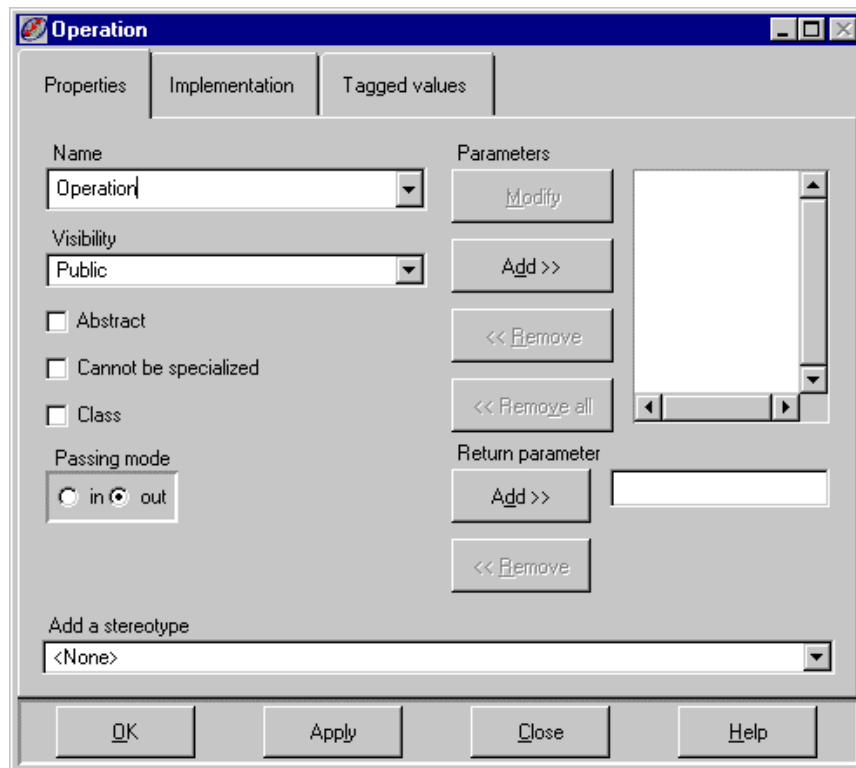 Operation
Properties
Implementation
Tagged values
Name
Operation
Visibility
Public
Abstract
Cannot be specialized
Class
Passing mode
in
out
Parameters
Modify
Add >>
<< Remove
<< Remove all
Return parameter
Add >>
<< Remove
Add a stereotype
<None>
OK
Apply
Close
Help